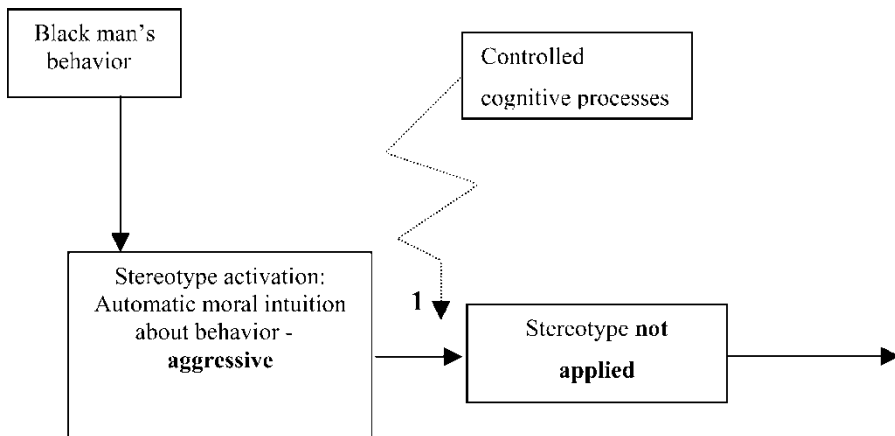 Black man's
behavior
Controlled
cognitive processes
Stereotype activation:
Automatic moral intuition
about behavior -
aggressive
1
Stereotype not
applied